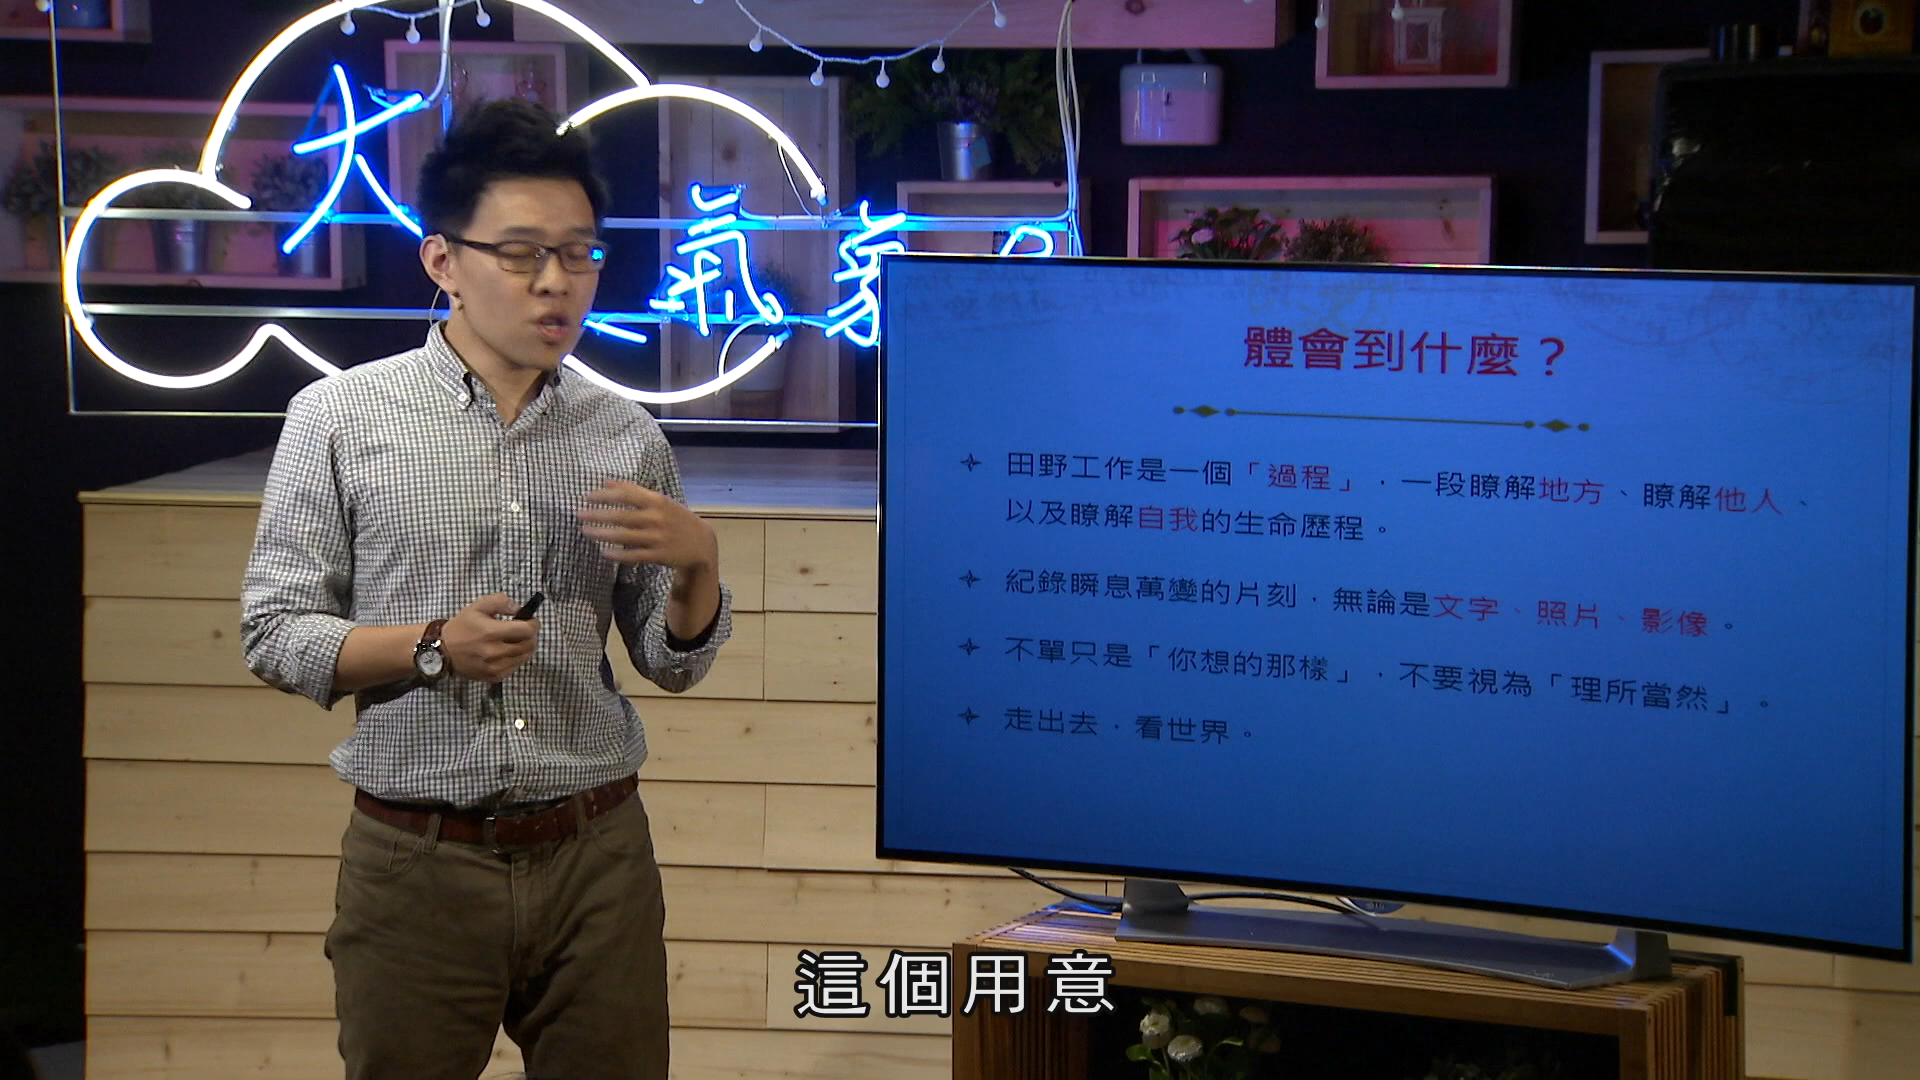 大氣
體會到什麼？
田野工作是一個「過程」，一段瞭解地方、瞭解他人、
以及瞭解自我的生命歷程。
紀錄瞬息萬變的片刻，無論是文字、照片、影像。
不單只是「你想的那樣」，不要視為「理所當然」。
走出去，看世界。
這個用意